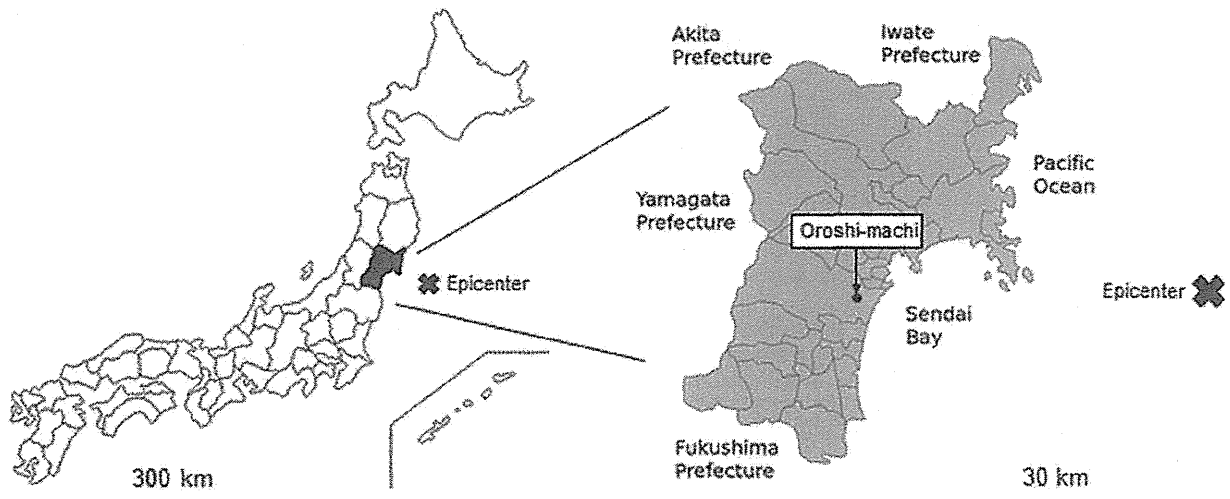 Akita
Prefecture
Iwate
Prefecture
Pacific
Ocean
Yamagata
Prefecture
Oroshi-machi
Epicenter
Epicenter
Sendai
Bay
Fukushima
Prefecture
300 km
30 km